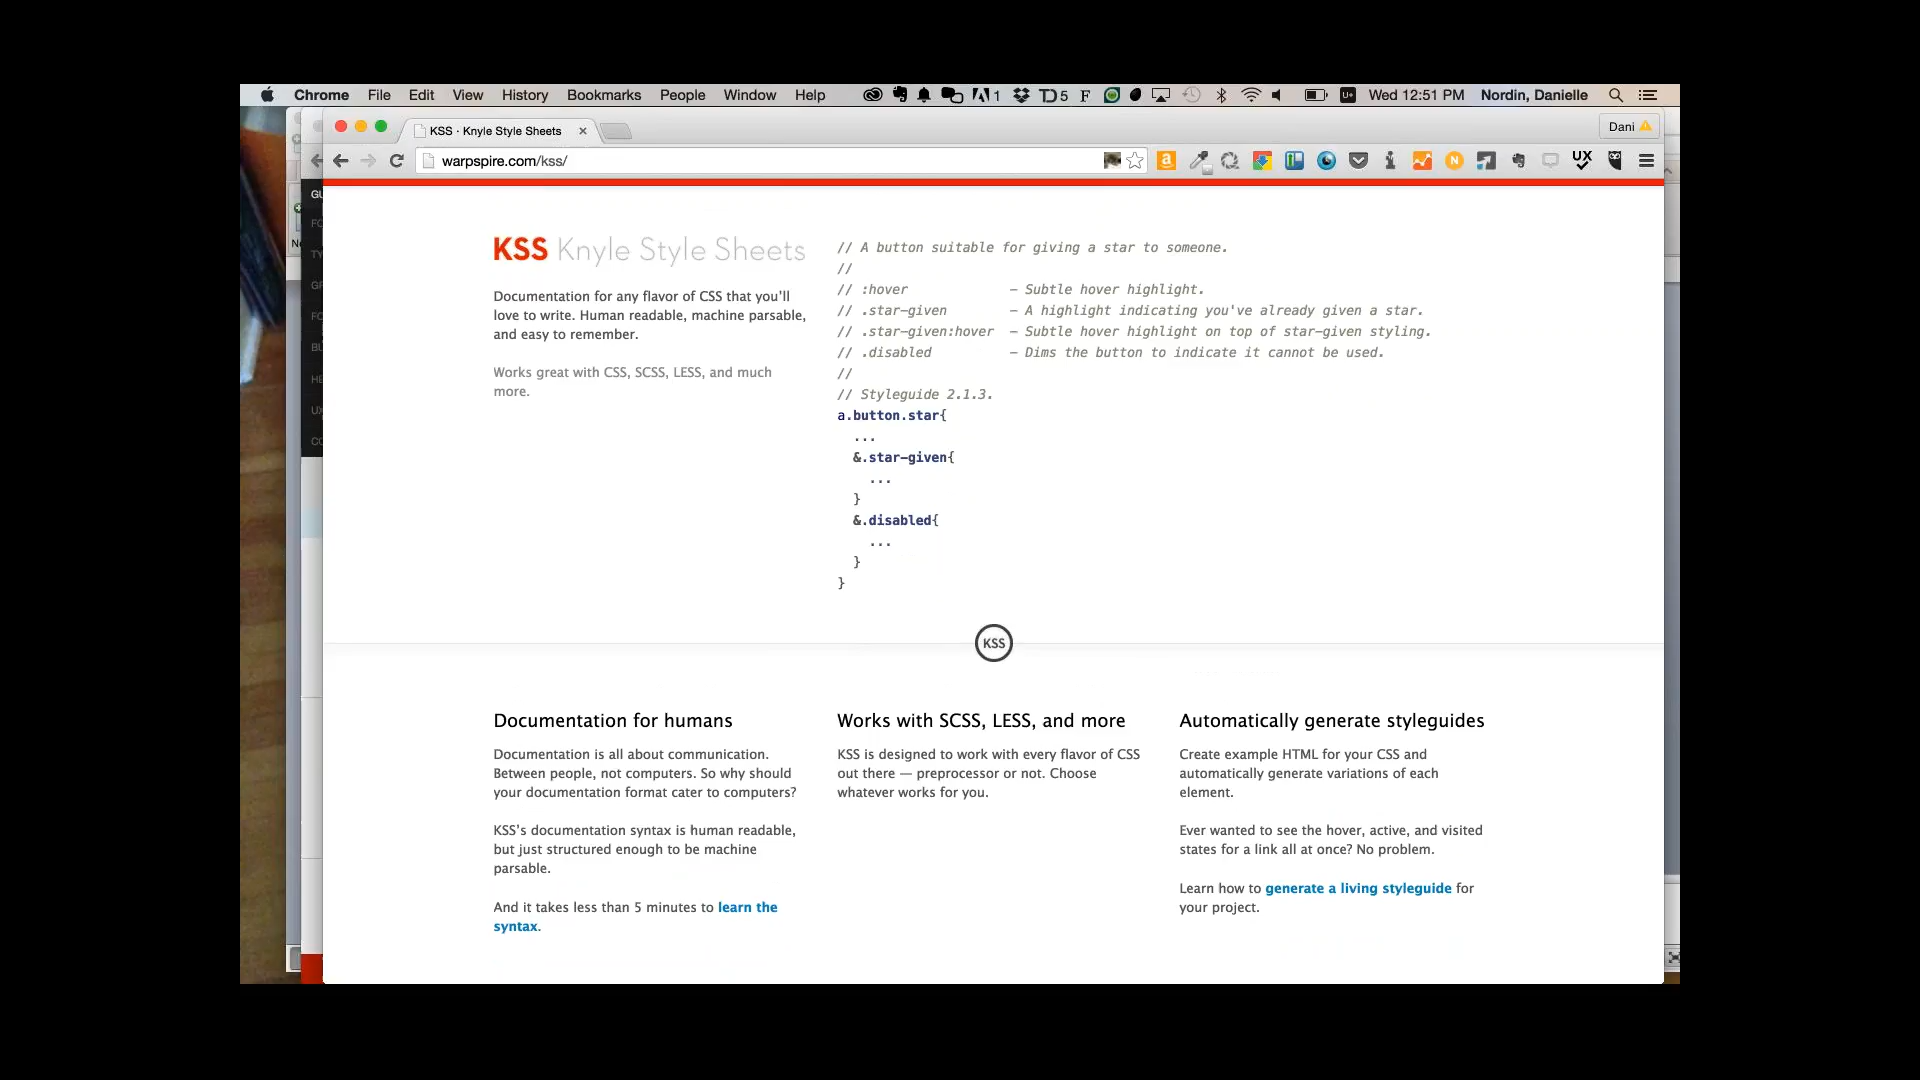 Chrome File Edit View History Bookmarks People Window Help 1 5 Wed 12:51 PM Nordin, Danielle
KSS · Knyle Style Sheets
Dani
warpspire.com/kss/
UX
KSS Knyle Style Sheets
Documentation for any flavor of CSS that you’ll
love to write. Human readable, machine parsable,
and easy to remember.
Works great with CSS, SCSS, LESS, and much
more.
// A button suitable for giving a star to someone.
//
// :hover – Subtle hover highlight.
// .star–given – A highlight indicating you've already given a star.
// .star–given:hover – Subtle hover highlight on top of star–given styling.
// .disabled – Dims the button to indicate it cannot be used.
//
// Styleguide 2.1.3.
a.button.star{
...
&.star–given{
...
}
&.disabled{
...
}
}
KSS
Documentation for humans
Documentation is all about communication.
Between people, not computers. So why should
your documentation format cater to computers?
KSS’s documentation syntax is human readable,
but just structured enough to be machine
parsable.
And it takes less than 5 minutes to learn the
syntax.
Works with SCSS, LESS, and more
KSS is designed to work with every flavor of CSS
out there — preprocessor or not. Choose
whatever works for you.
Automatically generate styleguides
Create example HTML for your CSS and
automatically generate variations of each
element.
Ever wanted to see the hover, active, and visited
states for a link all at once? No problem.
Learn how to generate a living styleguide for
your project.